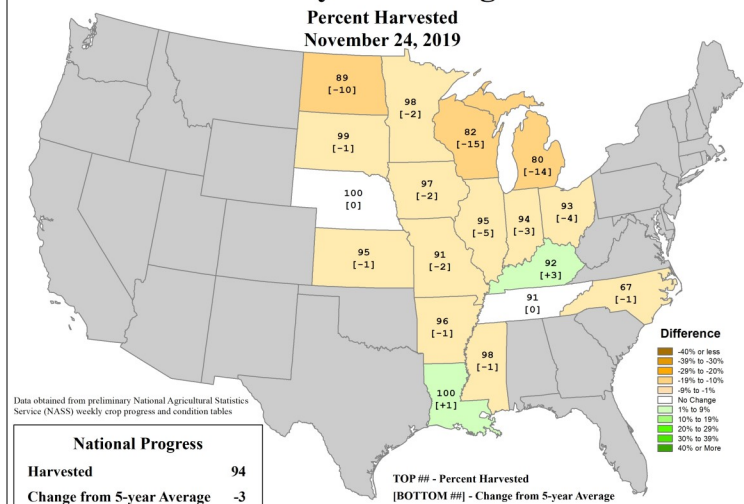 Percent Harvested
November 24, 2019
89
[-10]
98
[-2]
82
[-15]
80
[-14]
99
[-1]
100
[0]
97
[-2]
95
[-5]
94
[-3]
93
[-4]
95
[-1]
91
[-2]
92
[+3]
91
[0]
67
[-1]
96
[-1]
98
[-1]
100
[+1]
Difference
-40% or less
-39% to -30%
-29% to -20%
-19% to -10%
-9% to -1%
No Change
1% to 9%
10% to 19%
20% to 29%
30% to 39%
40% or More
Data obtained from preliminary National Agricultural Statistics
Service (NASS) weekly crop progress and condition tables
National Progress
Harvested 94
Change from 5-year Average -3
TOP ## - Percent Harvested
[BOTTOM ##] - Change from 5-year Average